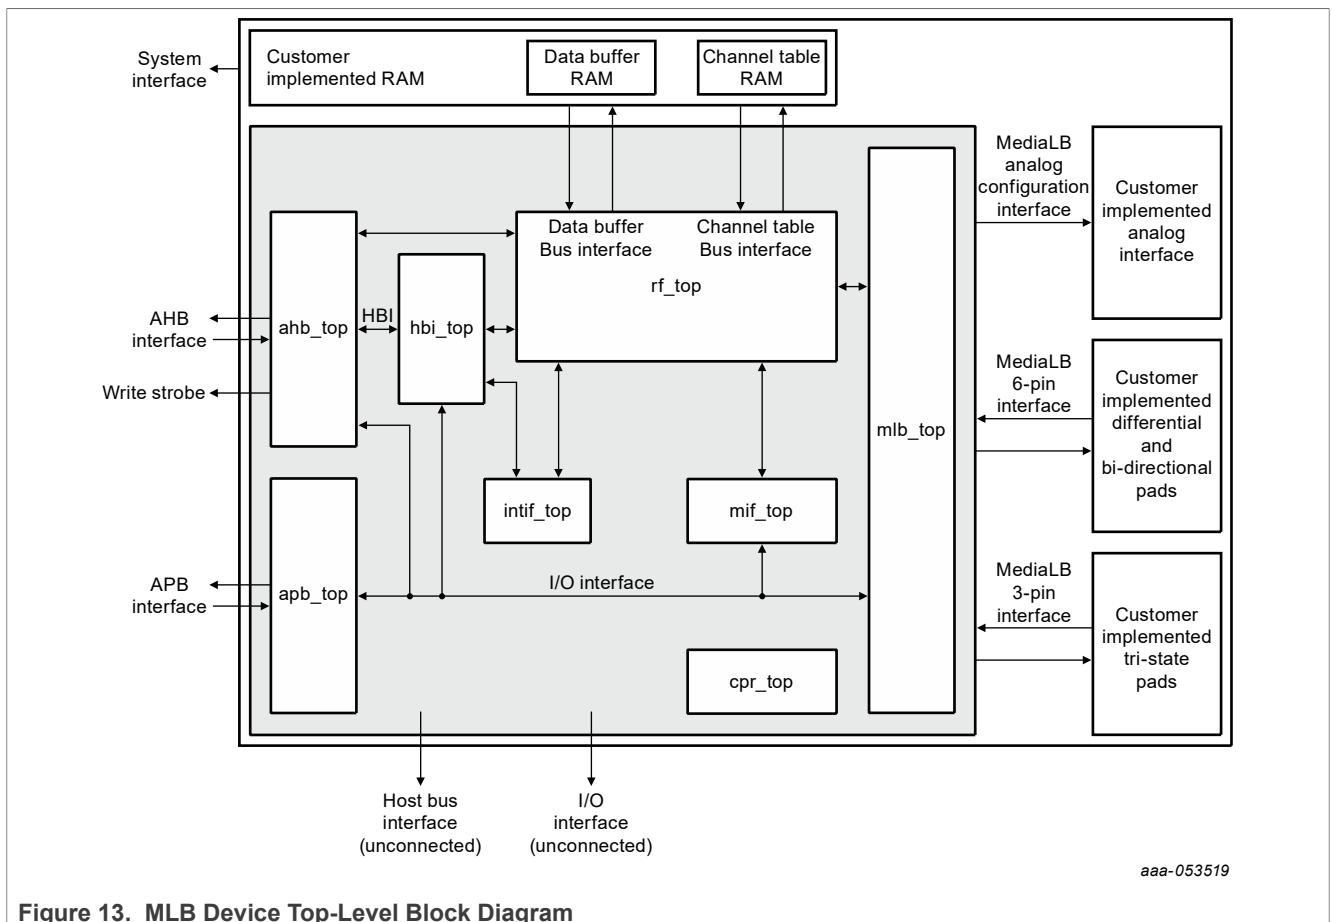 System
interface
Customer
implemented RAM
Data buffer
RAM
Channel table
RAM
MediaLB
analog
configuration
interface
Customer
implemented
analog
interface
Data buffer
Bus interface
Channel table
Bus interface
rf_top
AHB
interface
ahb_top
HBI
hbi_top
Write strobe
mlb_top
MediaLB
6-pin
interface
Customer
implemented
differential
and
bi-directional
pads
intif_top
mif_top
APB
interface
apb_top
I/O interface
MediaLB
3-pin
interface
Customer
implemented
tri-state
pads
cpr_top
Host bus
interface
(unconnected)
I/O
interface
(unconnected)
aaa-053519
Figure 13. MLB Device Top-Level Block Diagram